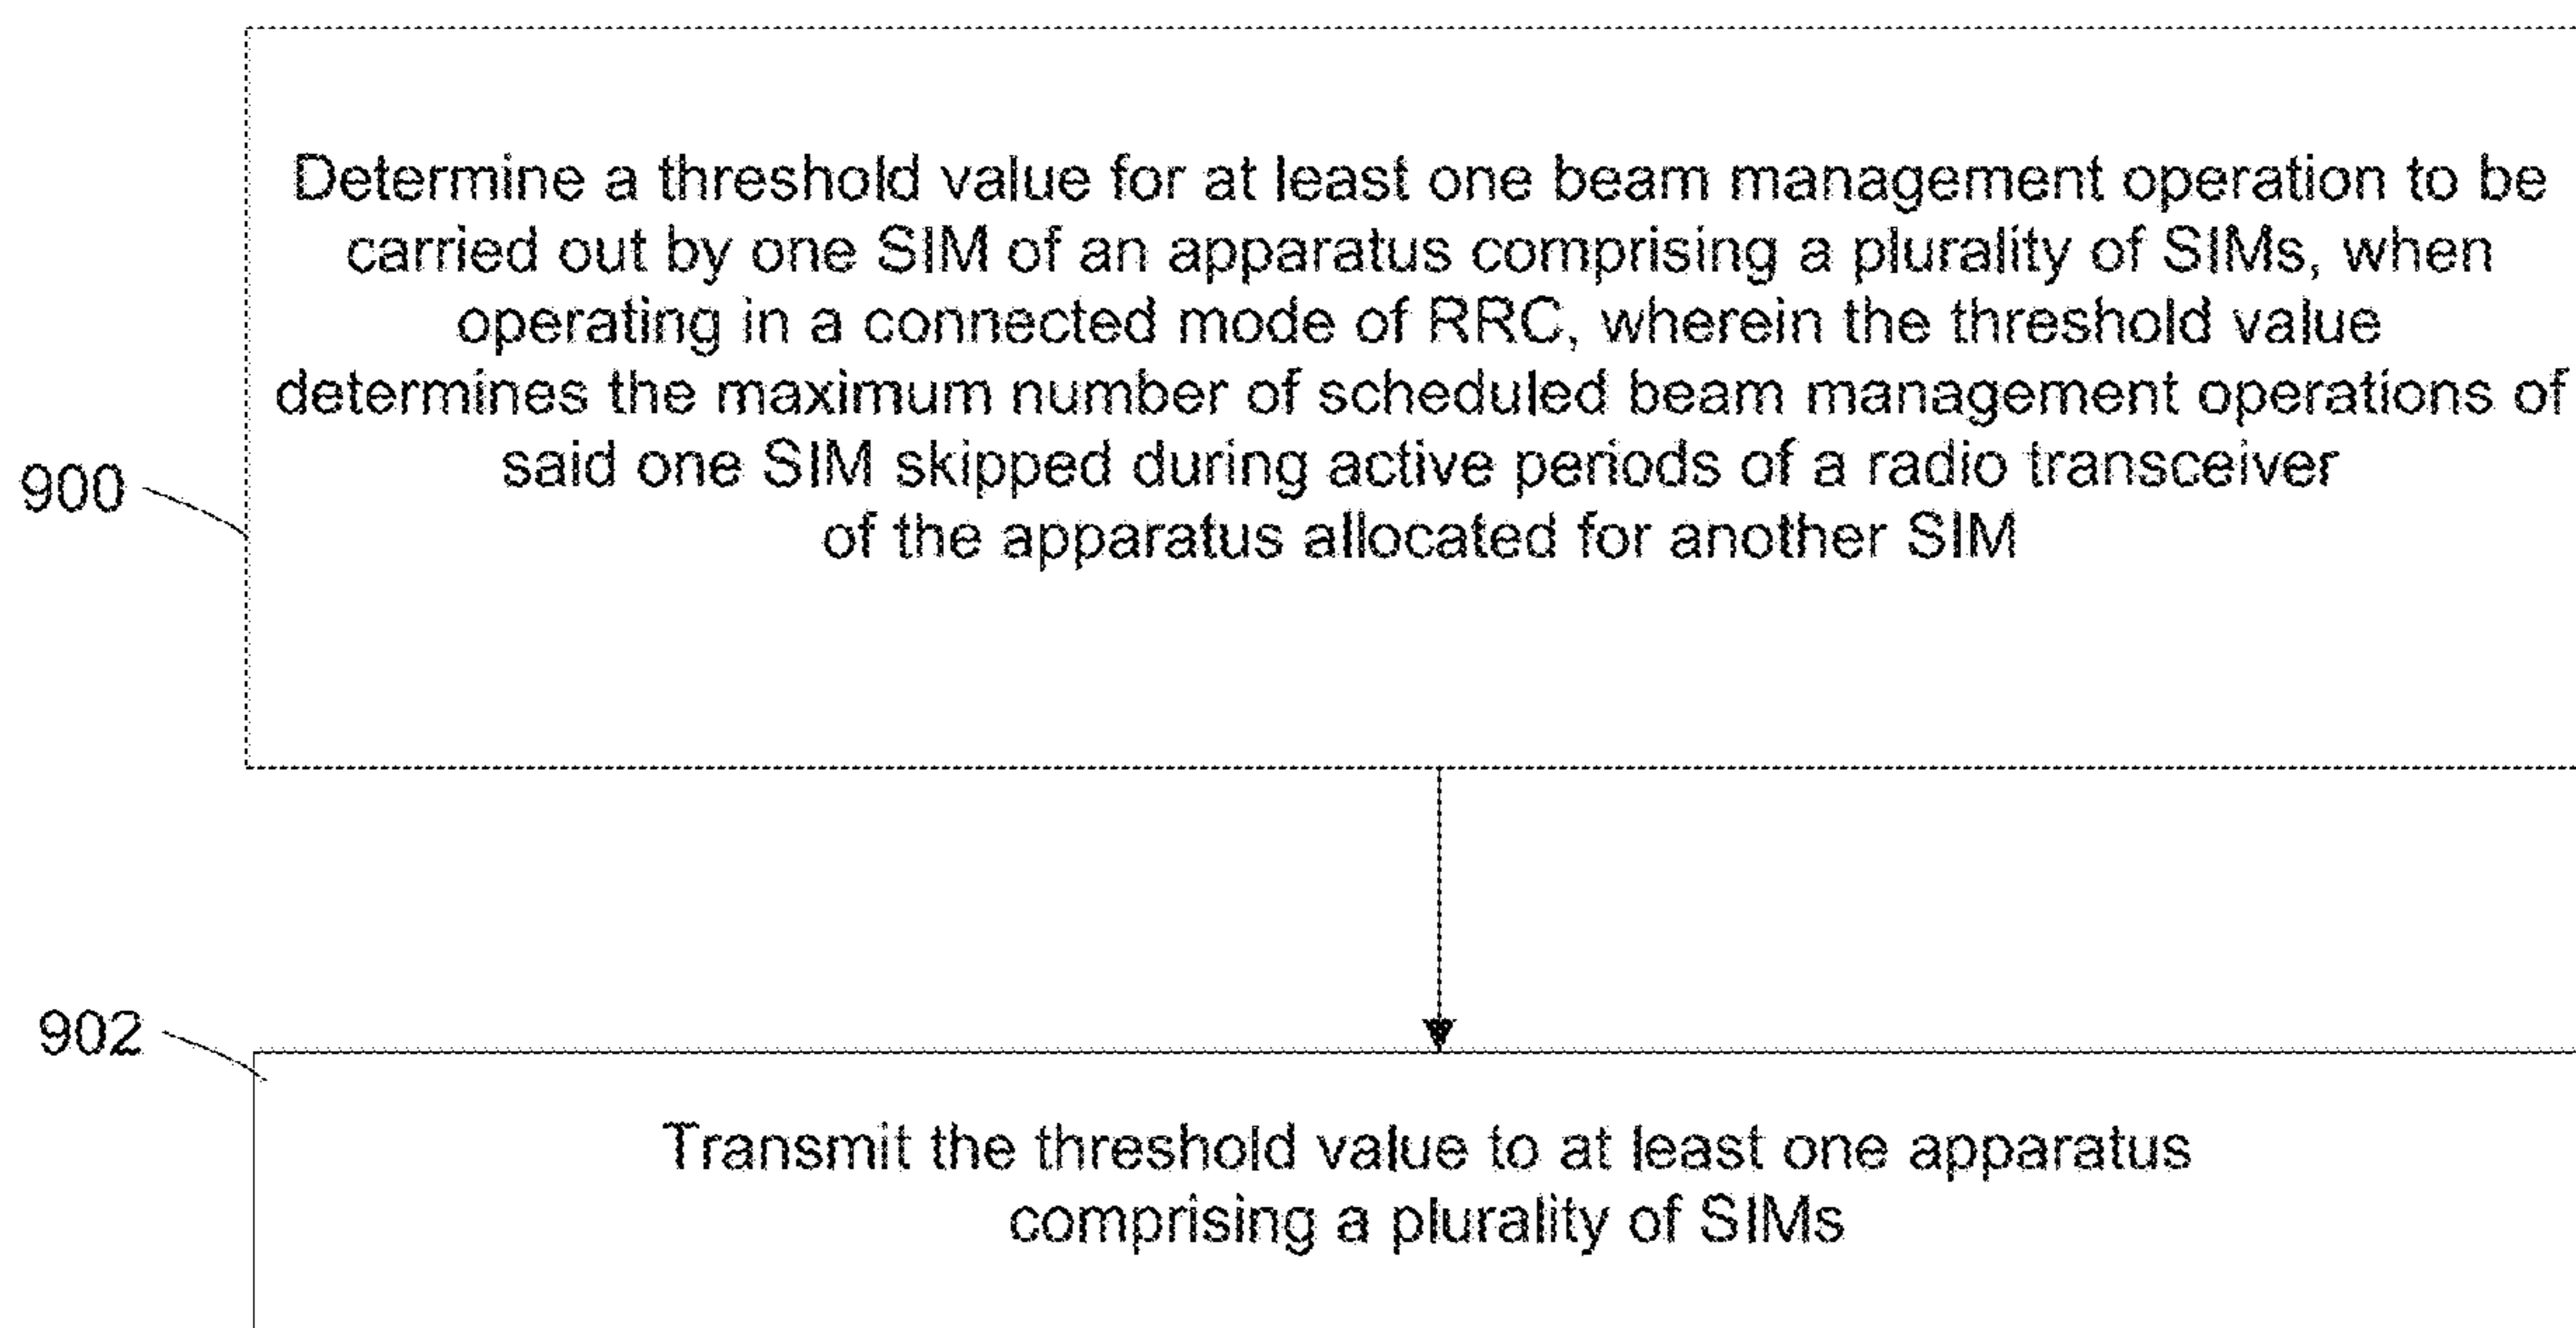 Determine a threshold value for at least one beam management operation to be
carried out by one SIM of an apparatus comprising a plurality of SIMs, when
operating in a connected mode of RRC, wherein the threshold value
determines the maximum number of scheduled beam management operations of
said one SIM skipped during active periods of a radio transceiver
of the apparatus allocated for another SIM
900
902
Transmit the threshold value to at least one apparatus
comprising a plurality of SIMs